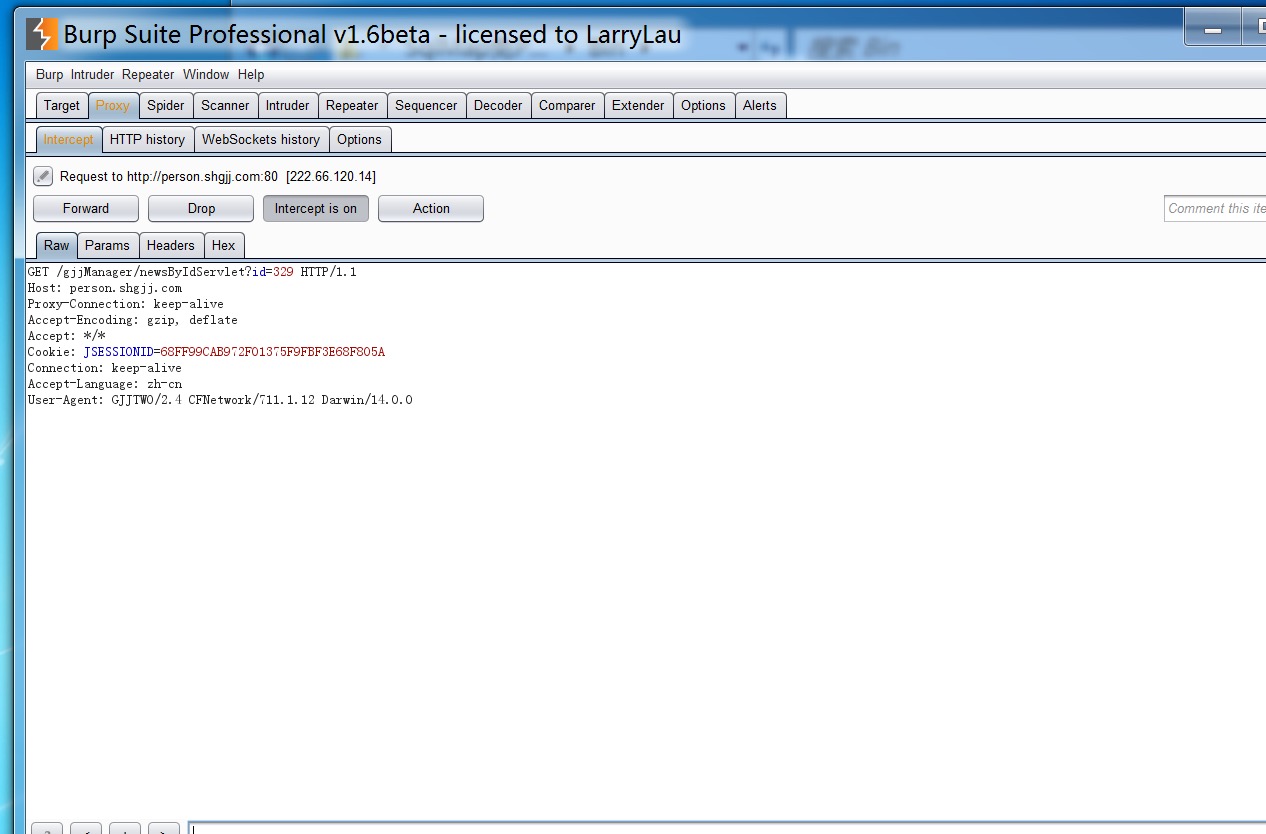 Burp Suite Professional v1.6beta - licensed to LarryLau
搜索 Bin
Burp Intruder Repeater Window Help
Target Proxy Spider Scanner Intruder Repeater Sequencer Decoder Comparer Extender Options Alerts
Intercept HTTP history WebSockets history Options
Request to http://person.shgjj.com:80 [222.66.120.14]
Forward Drop Intercept is on Action Comment this ite
Raw Params Headers Hex
GET /gjjManager/newsByIdServlet?id=329 HTTP/1.1
Host: person.shgjj.com
Proxy-Connection: keep-alive
Accept-Encoding: gzip, deflate
Accept: */*
Cookie: JSESSIONID=68FF99CAB972F01375F9FBF3E68F805A
Connection: keep-alive
Accept-Language: zh-cn
User-Agent: GJJTWO/2.4 CFNetwork/711.1.12 Darwin/14.0.0